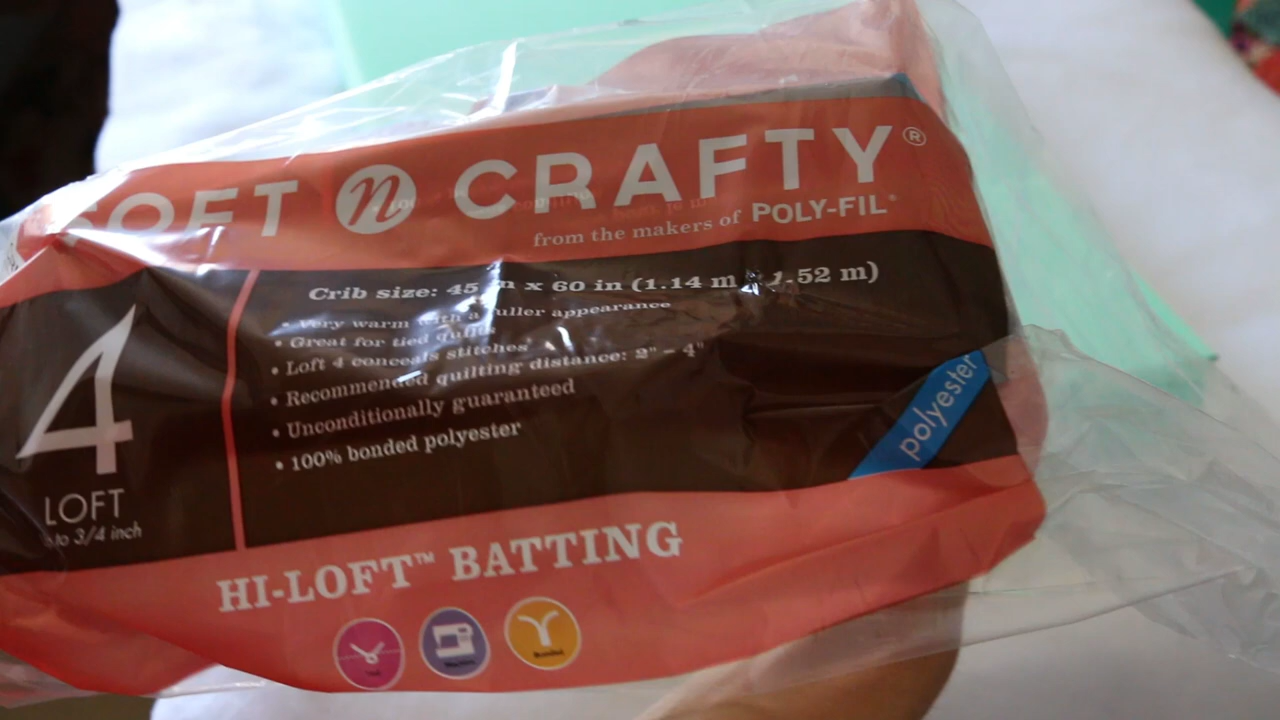 SOFT n CRAFTY®
from the makers of POLY-FIL®
Crib size: 45 in x 60 in (1.14 m x 1.52 m)
• Very warm with a fuller appearance
• Great for tied quilts
• Loft 4 conceals stitches
• Recommended quilting distance: 2" – 4"
• Unconditionally guaranteed
• 100% bonded polyester
polyester
4
LOFT
to 3/4 inch
HI-LOFT™ BATTING
Bonded